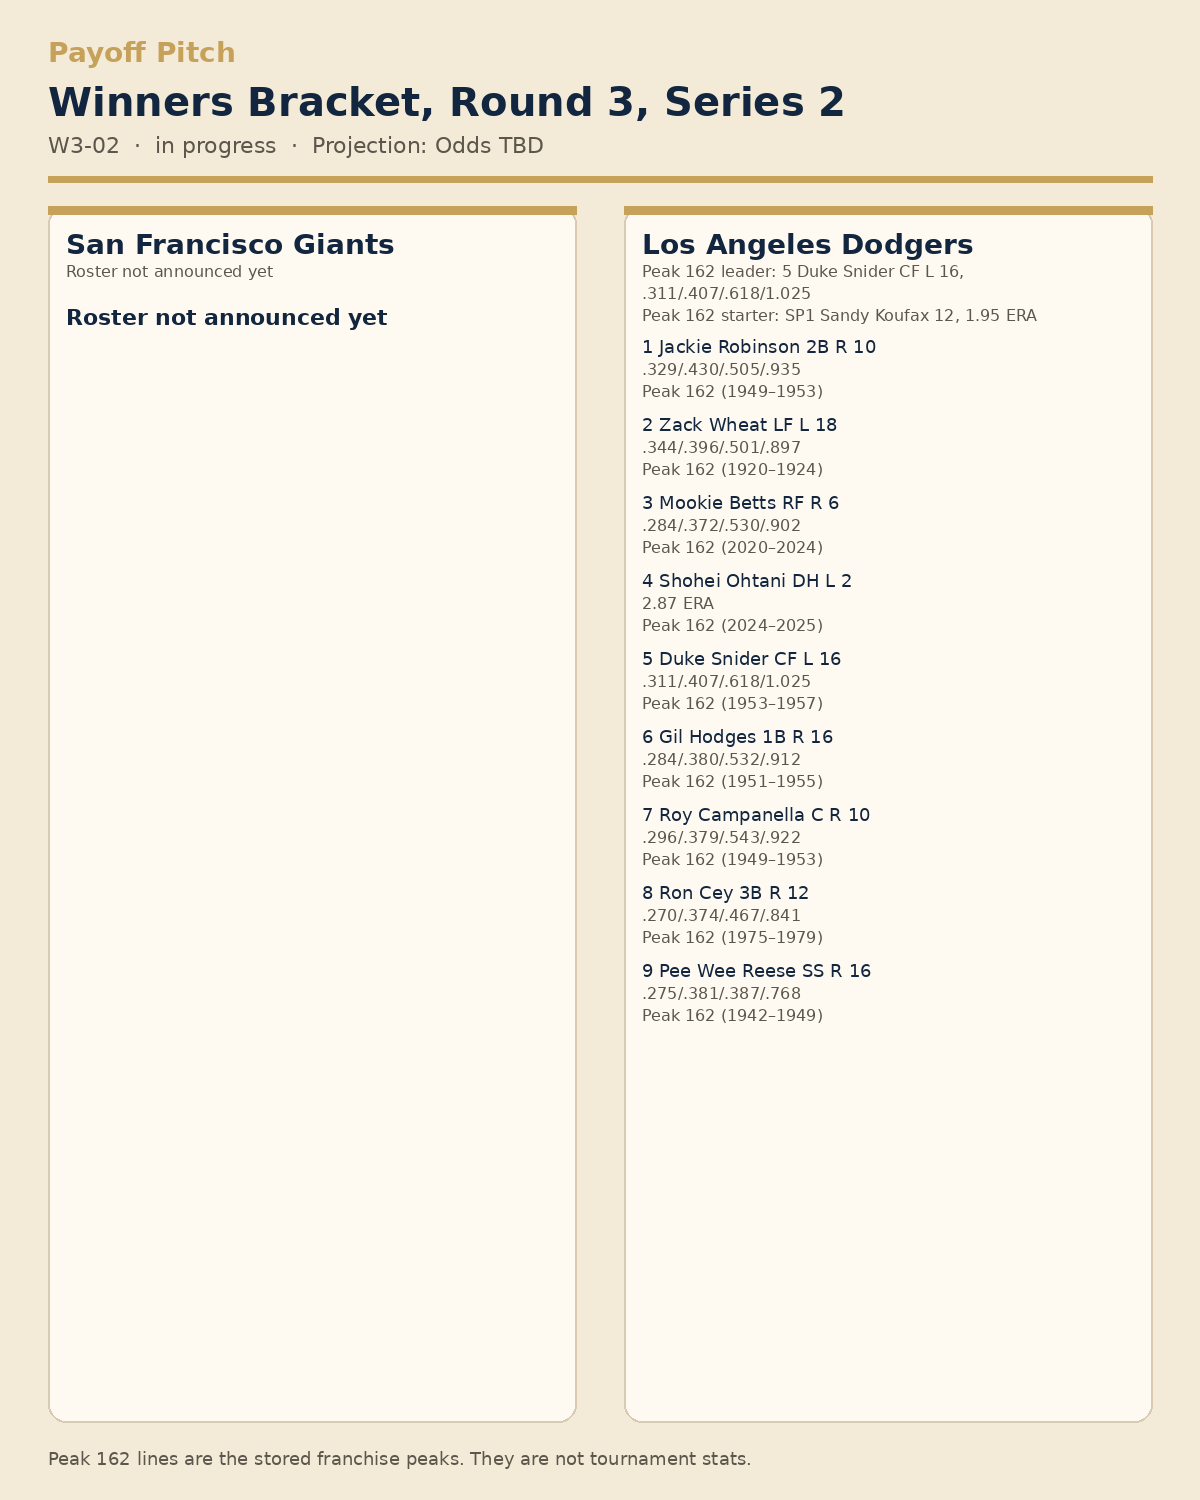 Payoff Pitch
Winners Bracket, Round 3, Series 2
W3-02 · in progress · Projection: Odds TBD
San Francisco Giants
Roster not announced yet
Roster not announced yet
Los Angeles Dodgers
Peak 162 leader: 5 Duke Snider CF L 16,
.311/.407/.618/1.025
Peak 162 starter: SP1 Sandy Koufax 12, 1.95 ERA
1 Jackie Robinson 2B R 10
.329/.430/.505/.935
Peak 162 (1949–1953)
2 Zack Wheat LF L 18
.344/.396/.501/.897
Peak 162 (1920–1924)
3 Mookie Betts RF R 6
.284/.372/.530/.902
Peak 162 (2020–2024)
4 Shohei Ohtani DH L 2
2.87 ERA
Peak 162 (2024–2025)
5 Duke Snider CF L 16
.311/.407/.618/1.025
Peak 162 (1953–1957)
6 Gil Hodges 1B R 16
.284/.380/.532/.912
Peak 162 (1951–1955)
7 Roy Campanella C R 10
.296/.379/.543/.922
Peak 162 (1949–1953)
8 Ron Cey 3B R 12
.270/.374/.467/.841
Peak 162 (1975–1979)
9 Pee Wee Reese SS R 16
.275/.381/.387/.768
Peak 162 (1942–1949)
Peak 162 lines are the stored franchise peaks. They are not tournament stats.